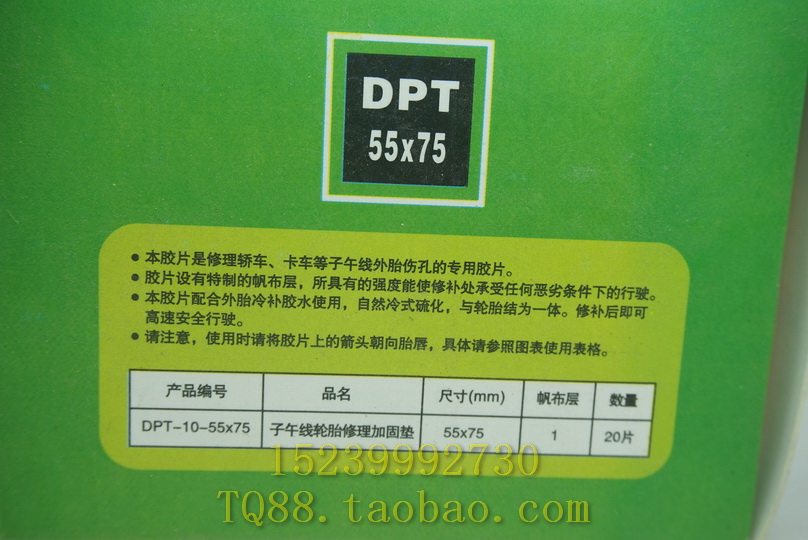 DPT
55x75
● 本胶片是修理轿车、卡车等子午线外胎伤孔的专用胶片。
● 胶片设有特制的帆布层，所具有的强度能使修补处承受任何恶劣条件下的行驶。
● 本胶片配合外胎冷补胶水使用，自然冷式硫化，与轮胎结为一体。修补后即可
高速安全行驶。
● 请注意，使用时请将胶片上的箭头朝向胎唇，具体请参照图表使用表格。
产品编号 品名 尺寸(mm) 帆布层 数量
DPT-10-55x75 子午线轮胎修理加固垫 55x75 1 20片
15239992730
TQ88.taobao.com